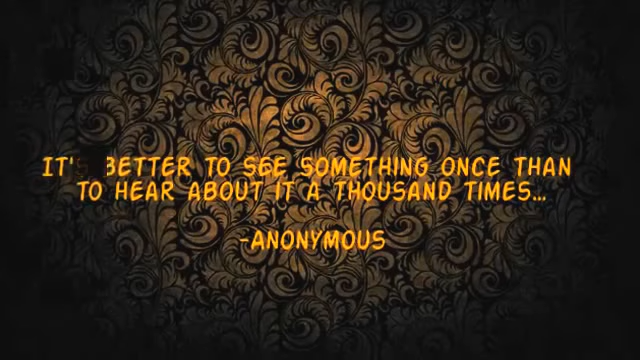 IT'S BETTER TO SEE SOMETHING ONCE THAN
TO HEAR ABOUT IT A THOUSAND TIMES...
-ANONYMOUS